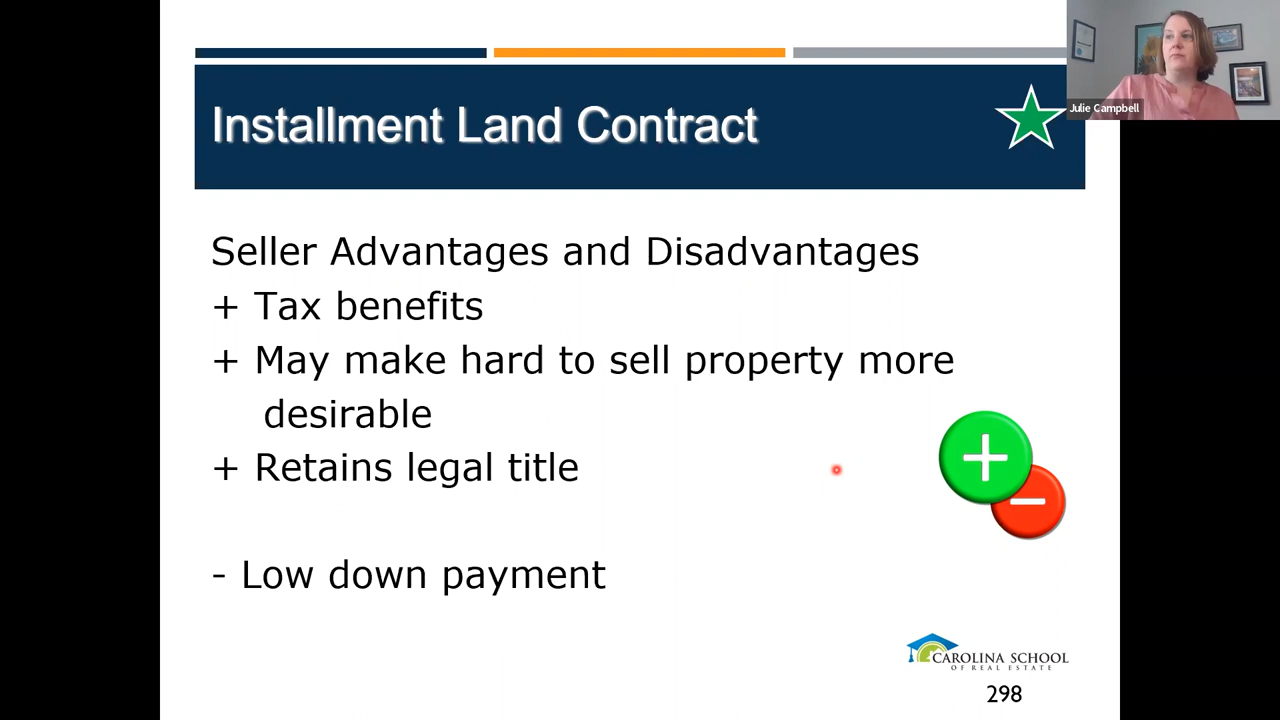 Installment Land Contract
Julie Campbell
Seller Advantages and Disadvantages
+ Tax benefits
+ May make hard to sell property more
desirable
+ Retains legal title
- Low down payment
CAROLINA SCHOOL
OF REAL ESTATE
298